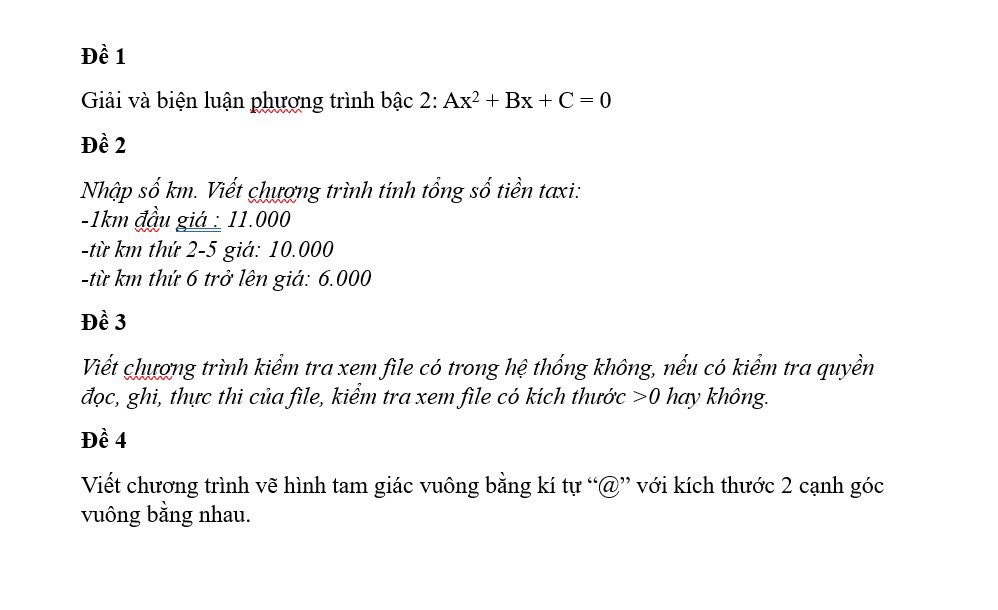 Đề 1
Giải và biện luận phương trình bậc 2: Ax² + Bx + C = 0
Đề 2
Nhập số km. Viết chương trình tính tổng số tiền taxi:
-1km đầu giá : 11.000
-từ km thứ 2-5 giá: 10.000
-từ km thứ 6 trở lên giá: 6.000
Đề 3
Viết chương trình kiểm tra xem file có trong hệ thống không, nếu có kiểm tra quyền
đọc, ghi, thực thi của file, kiểm tra xem file có kích thước >0 hay không.
Đề 4
Viết chương trình vẽ hình tam giác vuông bằng kí tự “@” với kích thước 2 cạnh góc
vuông bằng nhau.